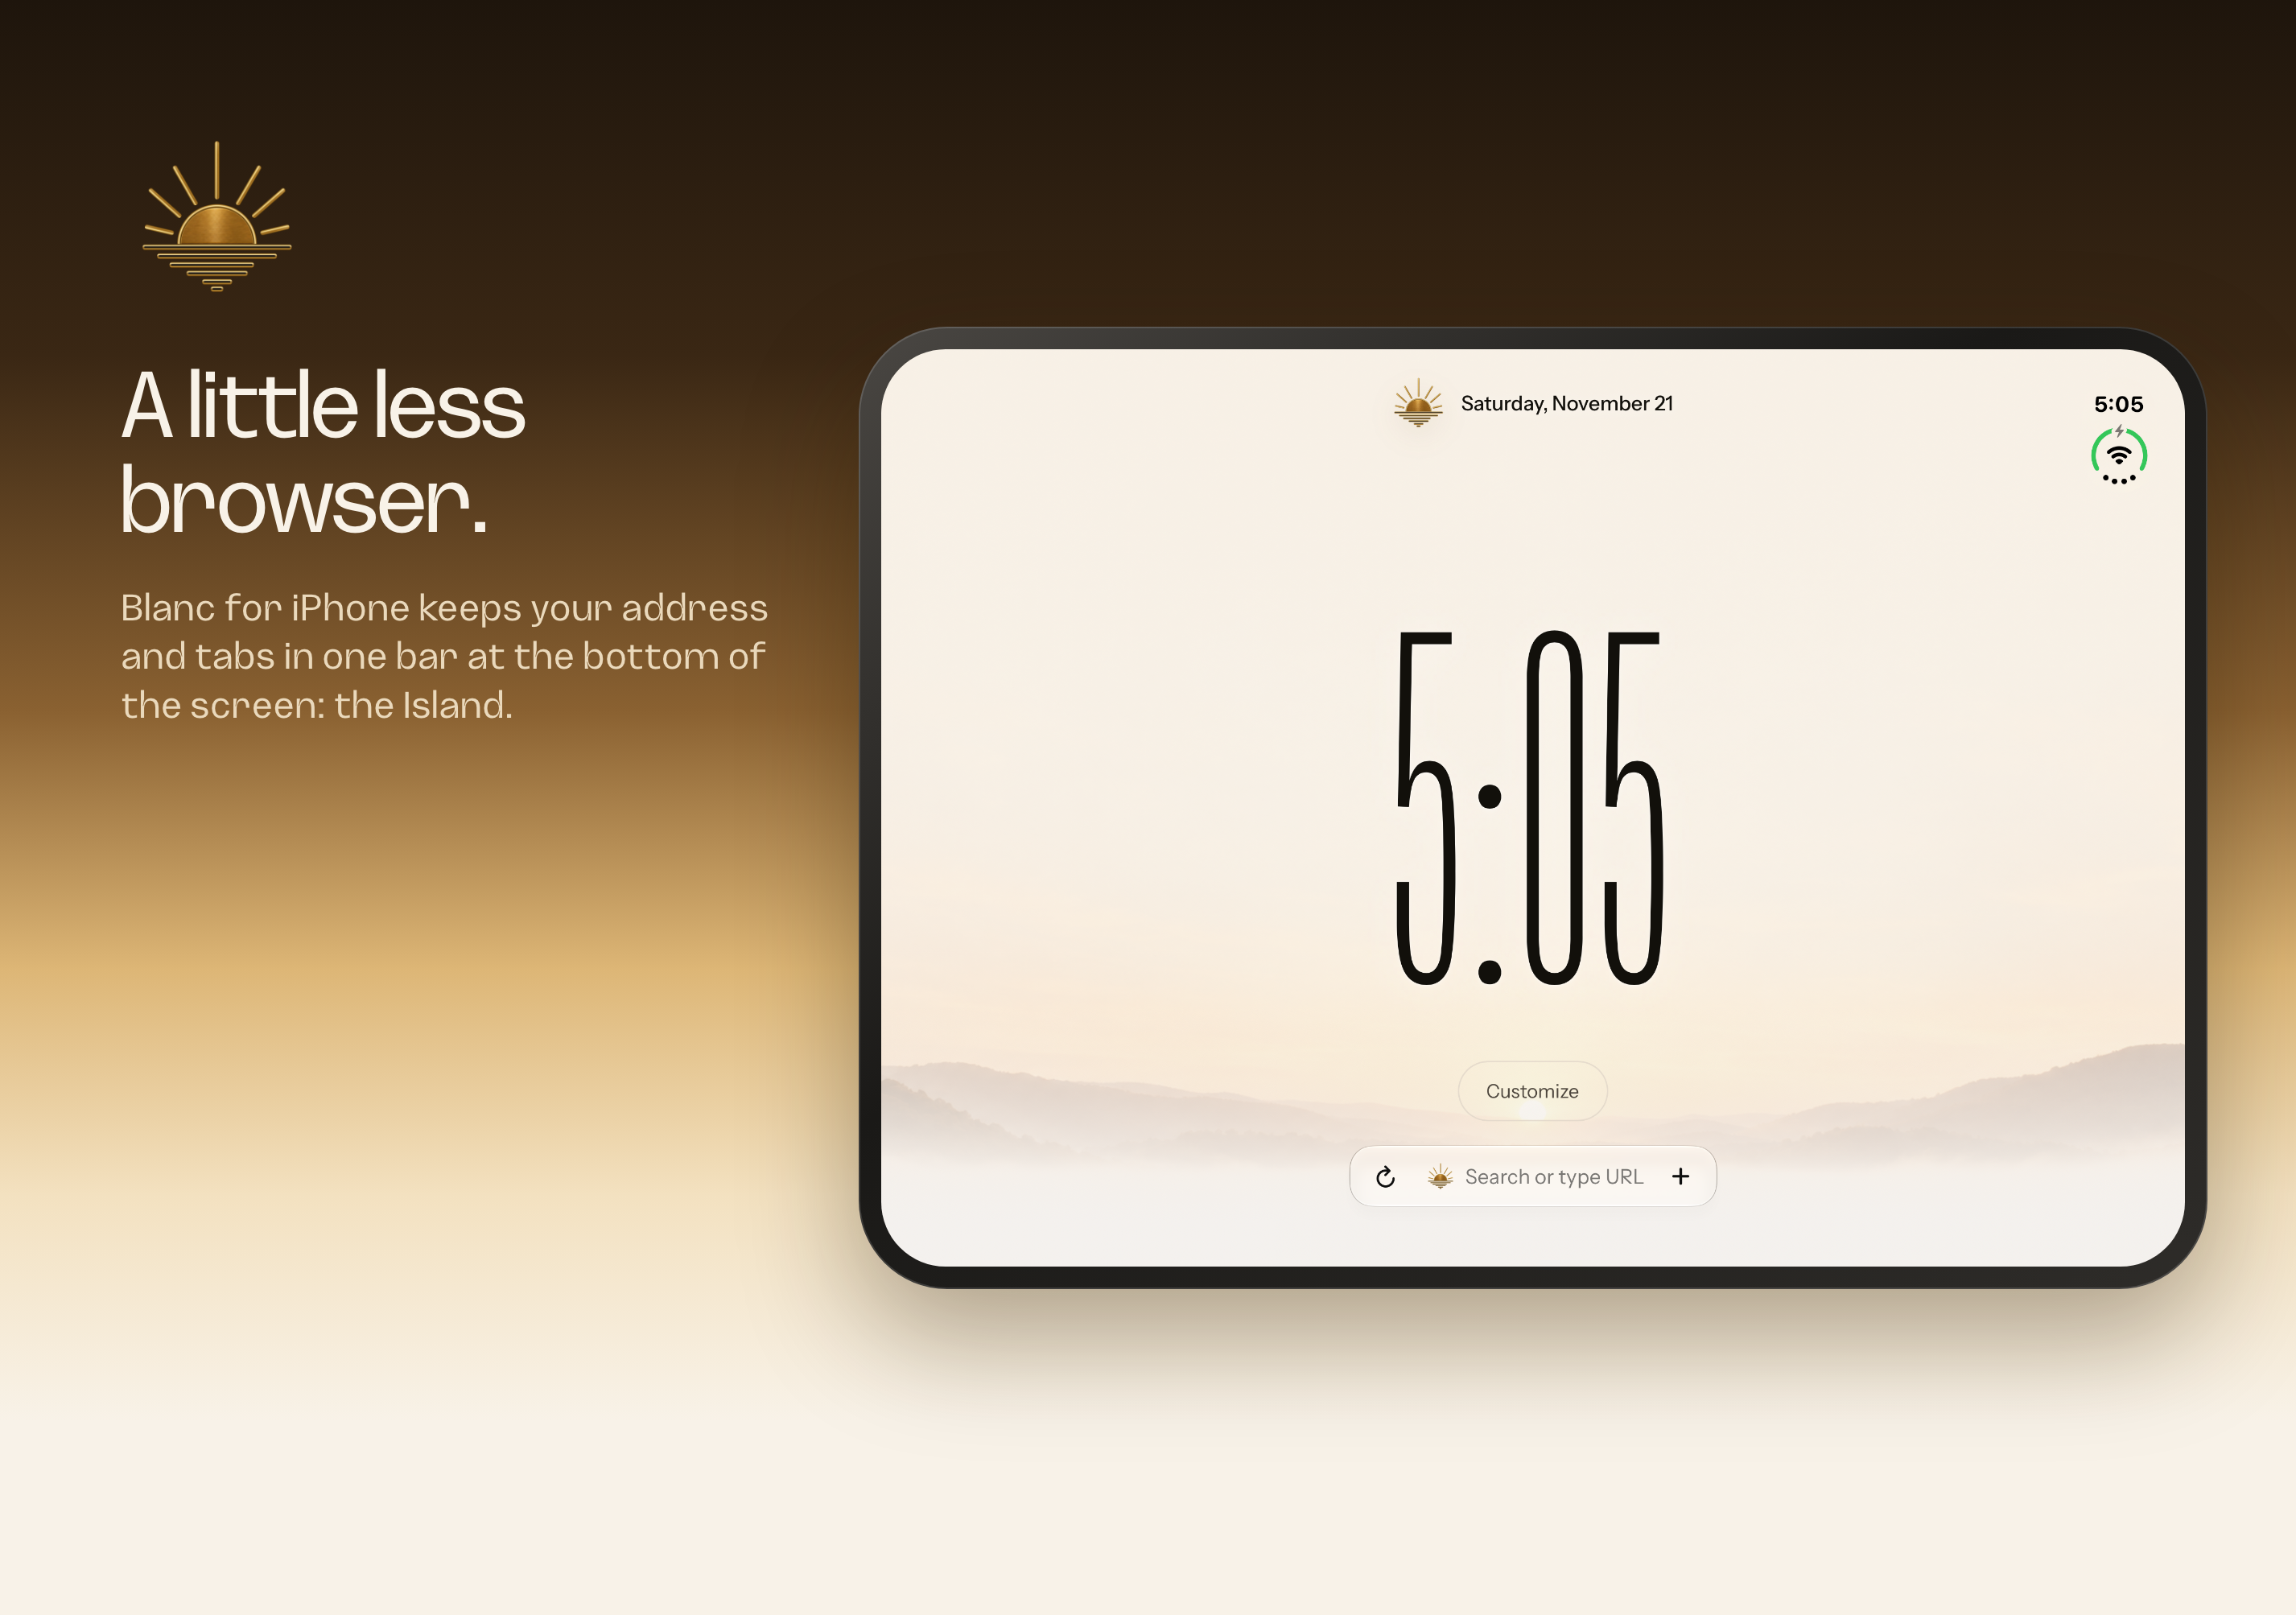 A little less
browser.
Blanc for iPhone keeps your address
and tabs in one bar at the bottom of
the screen: the Island.
Saturday, November 21
5:05
5:05
Customize
Search or type URL